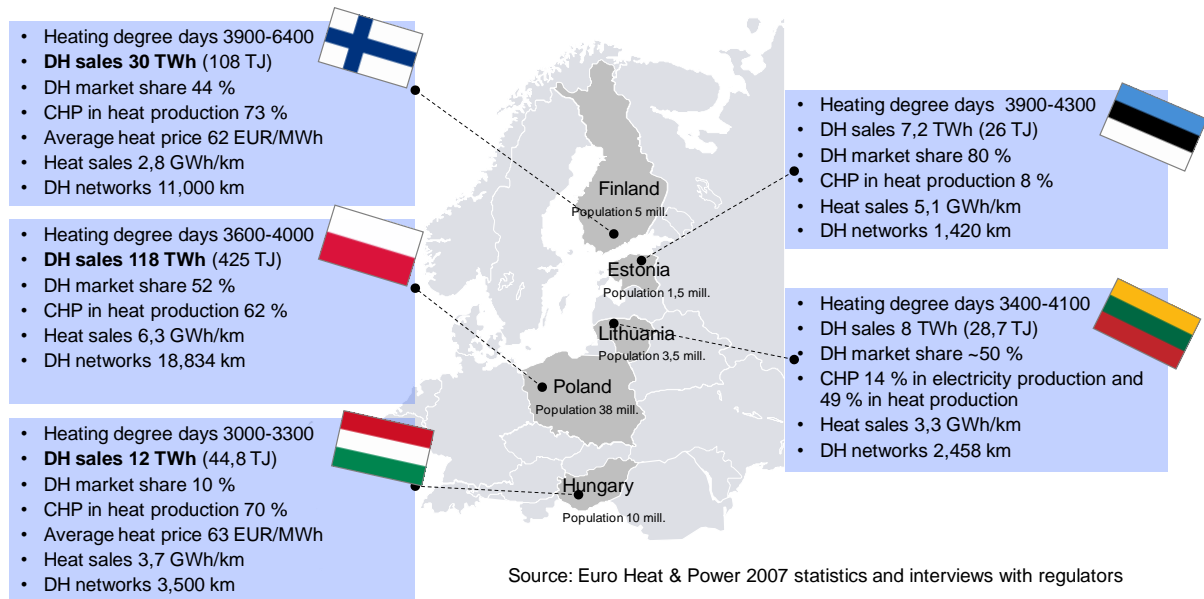 • Heating degree days 3900-6400
• DH sales 30 TWh (108 TJ)
• DH market share 44 %
• CHP in heat production 73 %
• Average heat price 62 EUR/MWh
• Heat sales 2,8 GWh/km
• DH networks 11,000 km
• Heating degree days 3600-4000
• DH sales 118 TWh (425 TJ)
• DH market share 52 %
• CHP in heat production 62 %
• Heat sales 6,3 GWh/km
• DH networks 18,834 km
• Heating degree days 3000-3300
• DH sales 12 TWh (44,8 TJ)
• DH market share 10 %
• CHP in heat production 70 %
• Average heat price 63 EUR/MWh
• Heat sales 3,7 GWh/km
• DH networks 3,500 km
Finland
Population 5 mill.
Estonia
Population 1,5 mill.
Lithuania
Population 3,5 mill.
Poland
Population 38 mill.
Hungary
Population 10 mill.
• Heating degree days 3900-4300
• DH sales 7,2 TWh (26 TJ)
• DH market share 80 %
• CHP in heat production 8 %
• Heat sales 5,1 GWh/km
• DH networks 1,420 km
• Heating degree days 3400-4100
• DH sales 8 TWh (28,7 TJ)
• DH market share ~50 %
• CHP 14 % in electricity production and
49 % in heat production
• Heat sales 3,3 GWh/km
• DH networks 2,458 km
Source: Euro Heat & Power 2007 statistics and interviews with regulators